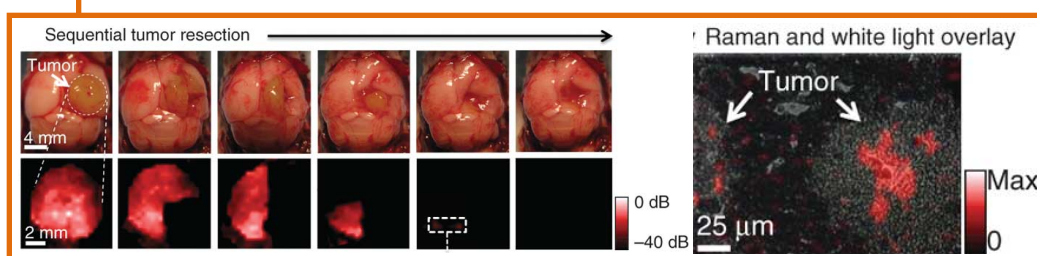 Sequential tumor resection
Tumor
4 mm
2 mm
0 dB
–40 dB
Raman and white light overlay
Tumor
25 μm
Max
0